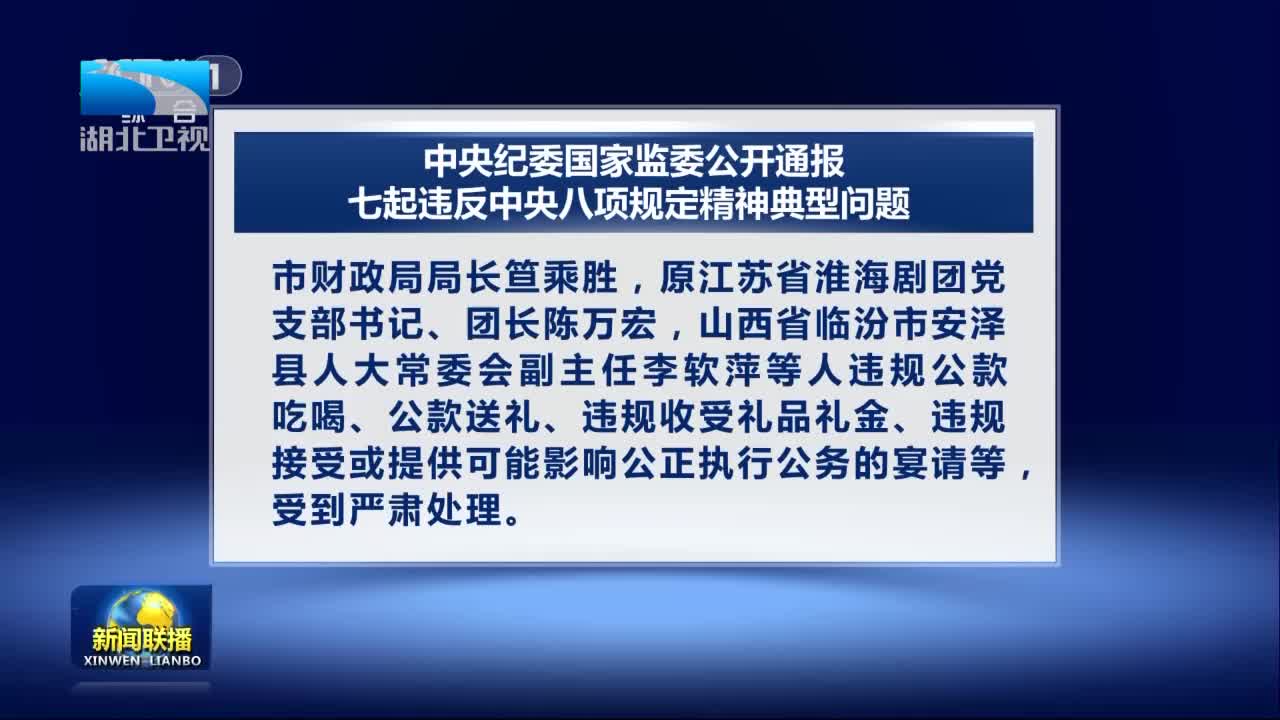 1
综合
湖北卫视
中央纪委国家监委公开通报
七起违反中央八项规定精神典型问题
市财政局局长笪乘胜，原江苏省淮海剧团党
支部书记、团长陈万宏，山西省临汾市安泽
县人大常委会副主任李软萍等人违规公款
吃喝、公款送礼、违规收受礼品礼金、违规
接受或提供可能影响公正执行公务的宴请等，
受到严肃处理。
新闻联播
XINWEN LIANBO